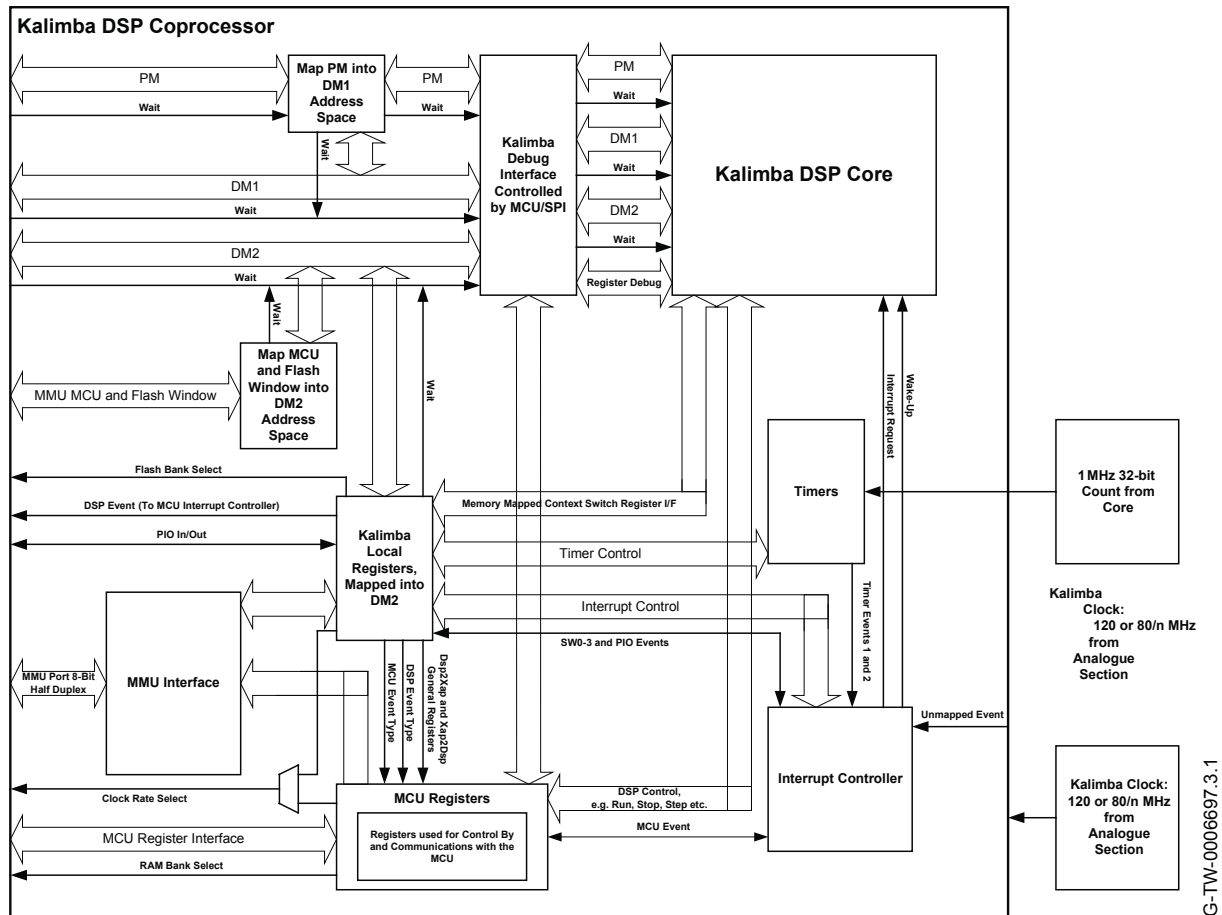 Kalimba DSP Coprocessor
PM
Wait
Map PM into
DM1
Address
Space
PM
Wait
Wait
DM1
Wait
DM2
Wait
Kalimba
Debug
Interface
Controlled
by MCU/SPI
PM
Wait
DM1
Wait
DM2
Wait
Register Debug
Kalimba DSP Core
Wait
Map MCU
and Flash
Window into
DM2
Address
Space
MMU MCU and Flash Window
Wait
Interrupt Request
Wake-Up
Flash Bank Select
DSP Event (To MCU Interrupt Controller)
PIO In/Out
Kalimba
Local
Registers,
Mapped into
DM2
Memory Mapped Context Switch Register I/F
Timer Control
Interrupt Control
SW0-3 and PIO Events
Timers
1 MHz 32-bit
Count from
Core
Timer Events 1 and 2
Kalimba
Clock:
120 or 80/n MHz
from
Analogue
Section
MMU Port 8-Bit
Half Duplex
MMU Interface
MCU Event Type
DSP Event Type
Dsp2Xap and Xap2Dsp
General Registers
Unmapped Event
Interrupt Controller
Clock Rate Select
MCU Registers
Registers used for Control By
and Communications with the
MCU
DSP Control,
e.g. Run, Stop, Step etc.
MCU Event
MCU Register Interface
RAM Bank Select
Kalimba Clock:
120 or 80/n MHz
from
Analogue
Section
G-TW-0006697.3.1